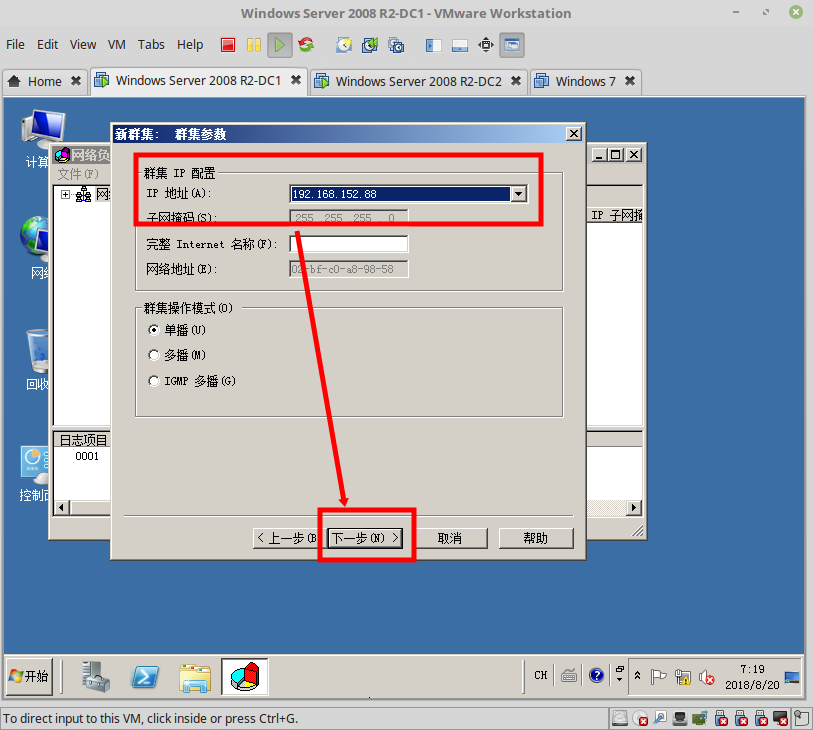 Windows Server 2008 R2-DC1 - VMware Workstation
File Edit View VM Tabs Help
Home Windows Server 2008 R2-DC1 Windows Server 2008 R2-DC2 Windows 7
新群集: 群集参数
计算
网络负
文件(F)
网
群集 IP 配置
IP 地址(A):
192.168.152.88
子网掩码(S):
255 . 255 . 255 . 0
IP 子网掩
完整 Internet 名称(F):
网络地址(E):
02-bf-c0-a8-98-58
网络
群集操作模式(O)
单播(U)
多播(M)
IGMP 多播(G)
回收
日志项目
0001
控制面
< 上一步(B
下一步(N) >
取消
帮助
开始
CH
7:19
2018/8/20
To direct input to this VM, click inside or press Ctrl+G.